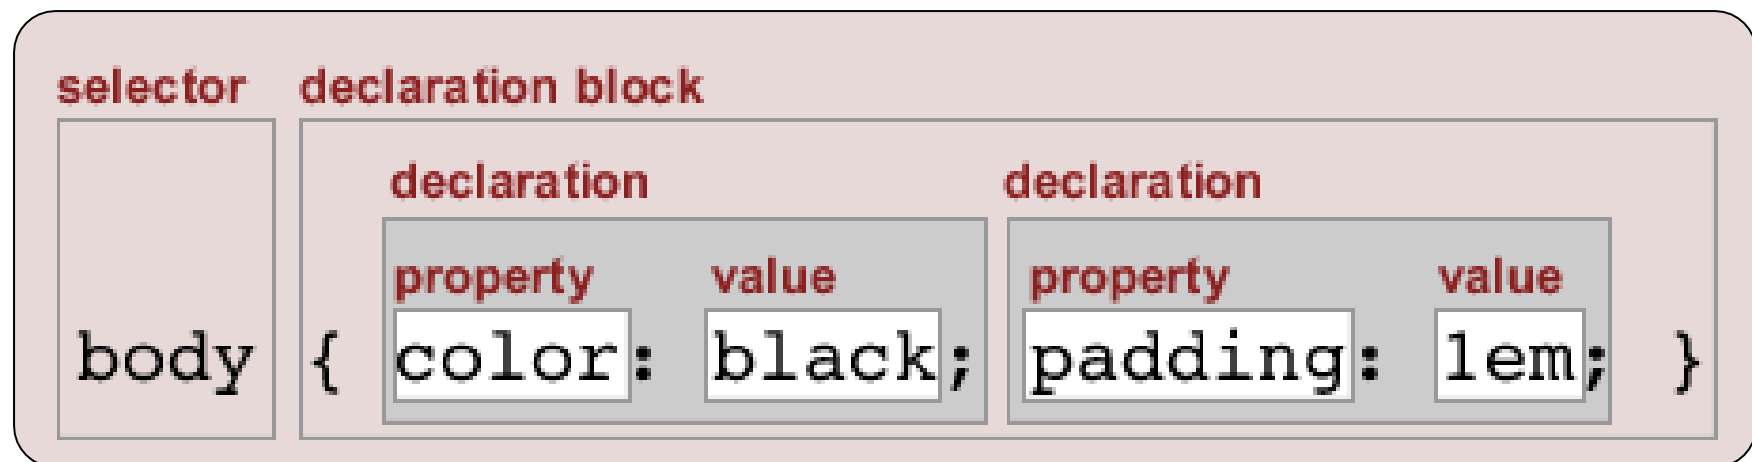 selector declaration block
declaration declaration
property value property value
body { color: black; padding: 1em; }